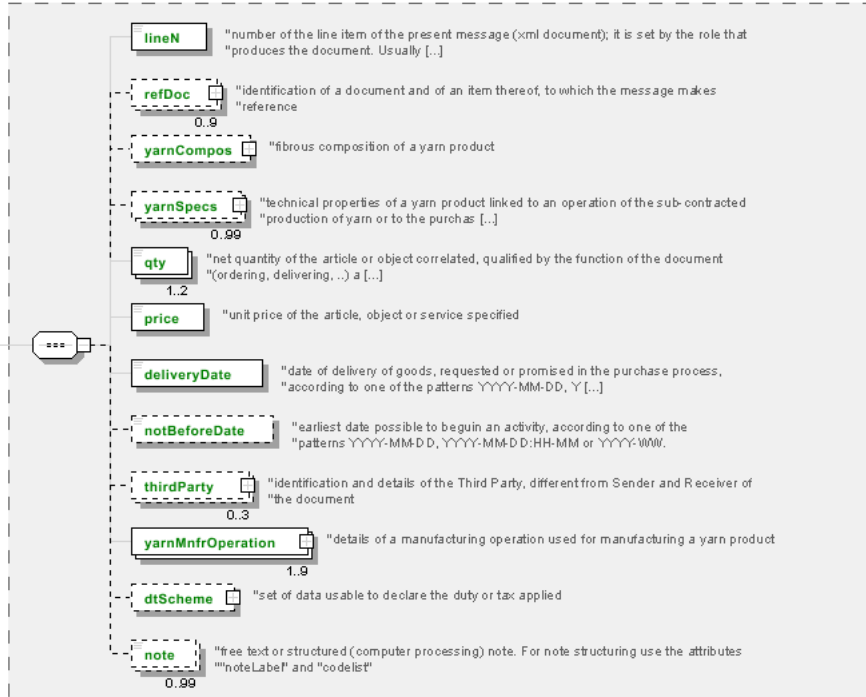 lineN
"number of the line item of the present message (xml document); it is set by the role that
"produces the document. Usually [...]
refDoc
"identification of a document and of an item thereof, to which the message makes
"reference
0..9
yarnCompos
"fibrous composition of a yarn product
yarnSpecs
"technical properties of a yarn product linked to an operation of the sub-contracted
"production of yarn or to the purchas [...]
0..99
qty
"net quantity of the article or object correlated, qualified by the function of the document
"(ordering, delivering, ..) a [...]
1..2
price
"unit price of the article, object or service specified
deliveryDate
"date of delivery of goods, requested or promised in the purchase process,
"according to one of the patterns YYYY-MM-DD, Y [...]
notBeforeDate
"earliest date possible to beguin an activity, according to one of the
"patterns YYYY-MM-DD, YYYY-MM-DD:HH-MM or YYYY-WW.
thirdParty
"identification and details of the Third Party, different from Sender and Receiver of
"the document
0..3
yarnMnfrOperation
"details of a manufacturing operation used for manufacturing a yarn product
1..9
dtScheme
"set of data usable to declare the duty or tax applied
note
"free text or structured (computer processing) note. For note structuring use the attributes
""noteLabel" and "codelist"
0..99